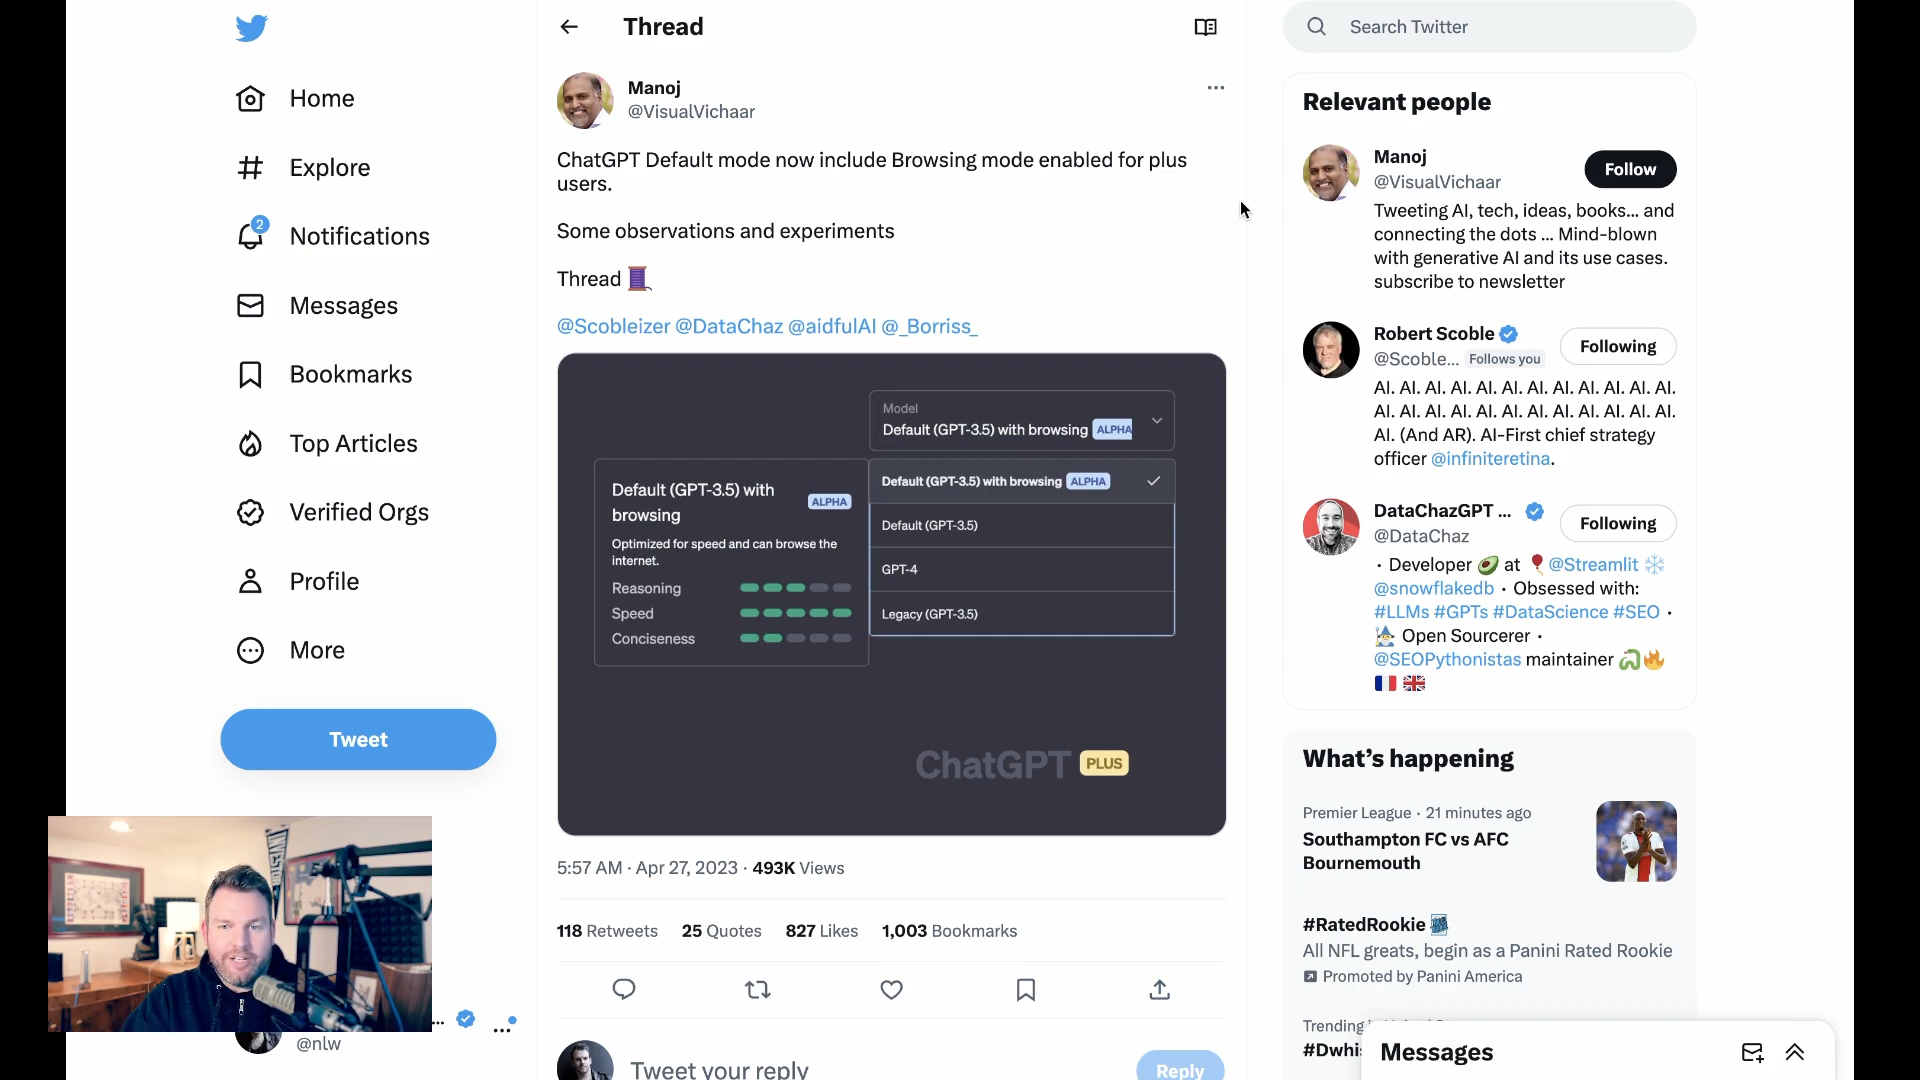 Home
Explore
2
Notifications
Messages
Bookmarks
Top Articles
Verified Orgs
Profile
More
Tweet
@nlw
Thread
Manoj
@VisualVichaar
ChatGPT Default mode now include Browsing mode enabled for plus
users.
Some observations and experiments
Thread
@Scobleizer @DataChaz @aidfulAI @_Borriss_
Model
Default (GPT-3.5) with browsing ALPHA
Default (GPT-3.5) with browsing ALPHA
Default (GPT-3.5)
GPT-4
Legacy (GPT-3.5)
Default (GPT-3.5) with
browsing
ALPHA
Optimized for speed and can browse the
internet.
Reasoning
Speed
Conciseness
ChatGPT PLUS
5:57 AM · Apr 27, 2023 · 493K Views
118 Retweets 25 Quotes 827 Likes 1,003 Bookmarks
Tweet your reply
Reply
Search Twitter
Relevant people
Manoj
@VisualVichaar
Follow
Tweeting AI, tech, ideas, books... and
connecting the dots ... Mind-blown
with generative AI and its use cases.
subscribe to newsletter
Robert Scoble
@Scoble... Follows you
Following
AI. AI. AI. AI. AI. AI. AI. AI. AI. AI. AI. AI.
AI. AI. AI. AI. AI. AI. AI. AI. AI. AI. AI. AI.
AI. (And AR). AI-First chief strategy
officer @infiniteretina.
DataChazGPT ...
@DataChaz
Following
· Developer 🥑 at 🎈@Streamlit ❄️
@snowflakedb · Obsessed with:
#LLMs #GPTs #DataScience #SEO ·
🧙 Open Sourcerer ·
@SEOPythonistas maintainer 🐍🔥
🇫🇷 🇬🇧
What's happening
Premier League · 21 minutes ago
Southampton FC vs AFC
Bournemouth
#RatedRookie
All NFL greats, begin as a Panini Rated Rookie
Promoted by Panini America
Trending
#Dwhi
Messages